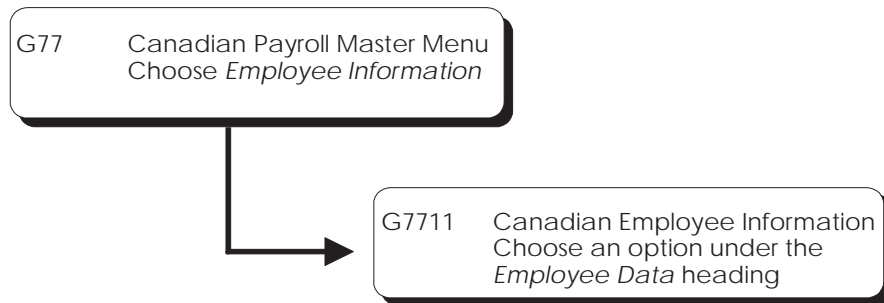 G77 Canadian Payroll Master Menu
Choose Employee Information
G7711 Canadian Employee Information
Choose an option under the
Employee Data heading